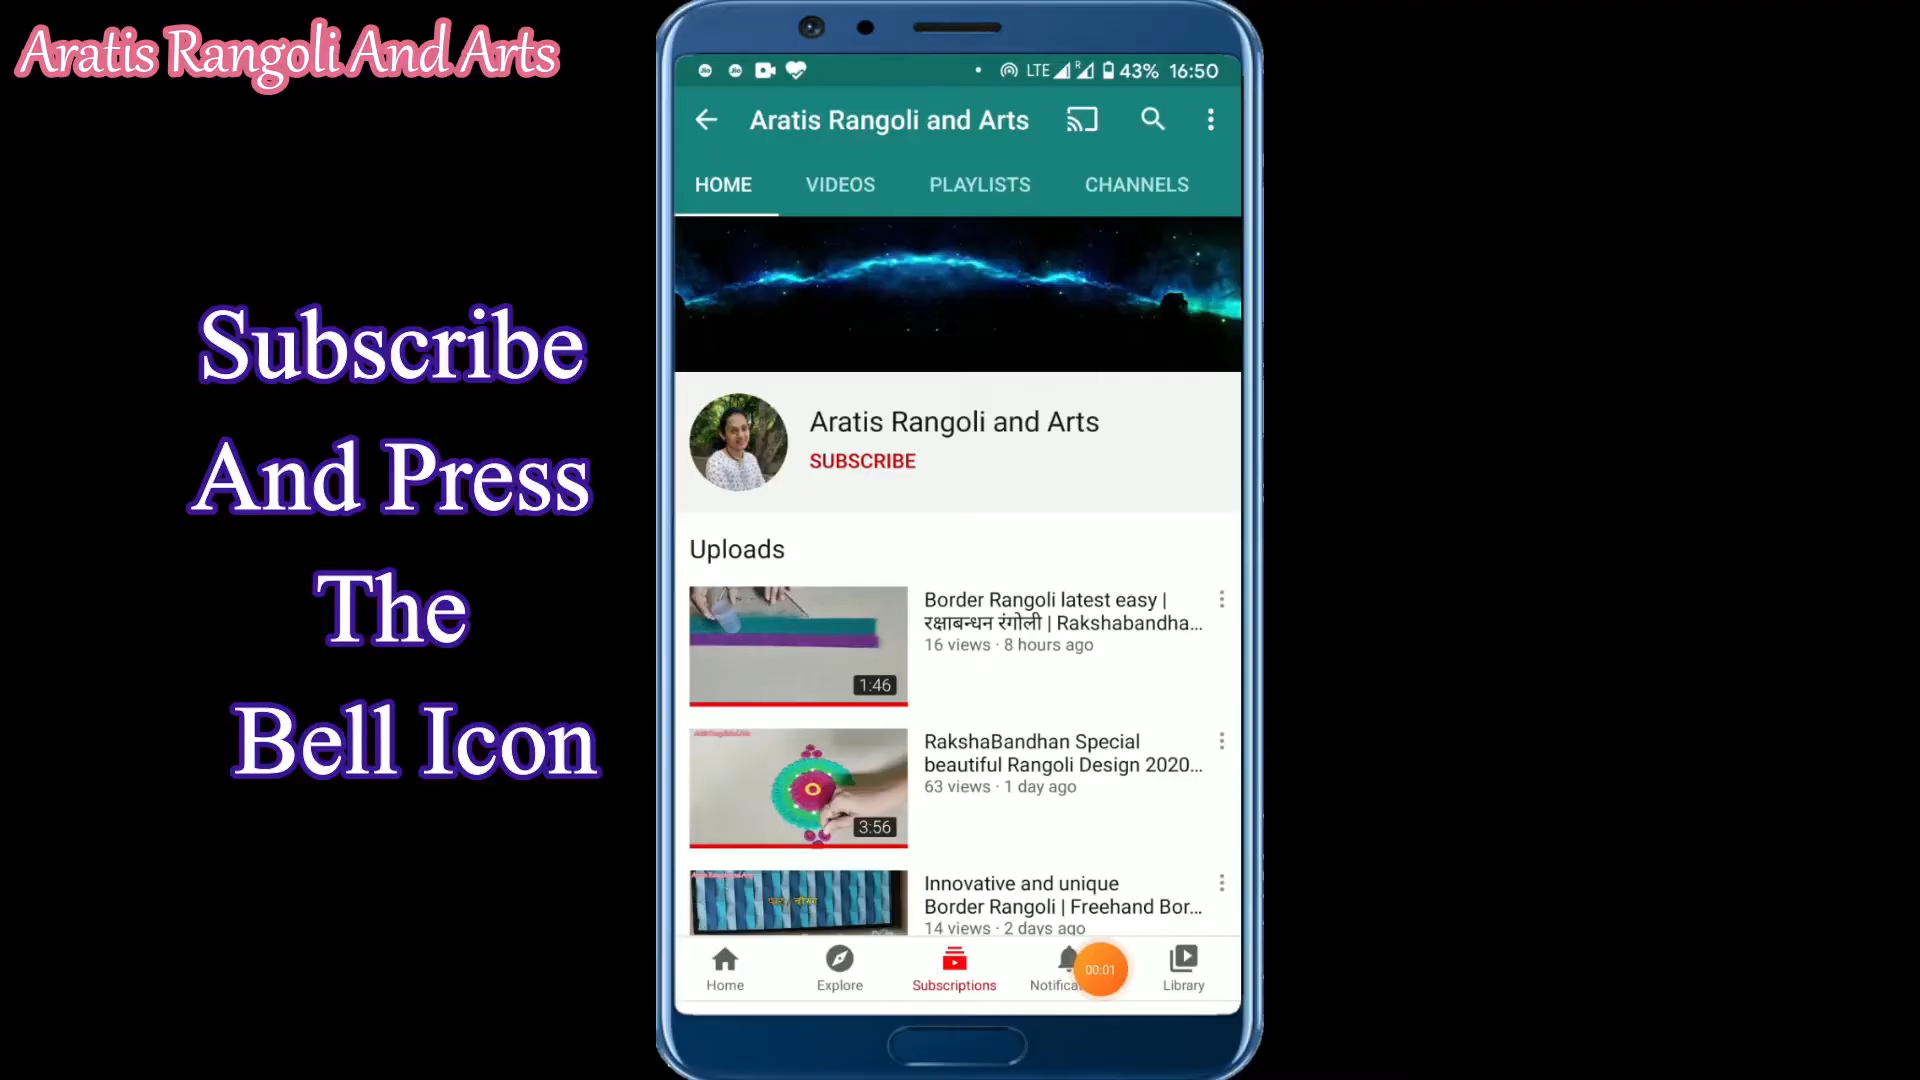 Aratis Rangoli And Arts
Subscribe
And Press
The
Bell Icon
LTE R 43% 16:50
Aratis Rangoli and Arts
HOME VIDEOS PLAYLISTS CHANNELS
Aratis Rangoli and Arts
SUBSCRIBE
Uploads
Border Rangoli latest easy |
रक्षाबन्धन रंगोली | Rakshabandha...
16 views · 8 hours ago
1:46
RakshaBandhan Special
beautiful Rangoli Design 2020...
63 views · 1 day ago
3:56
Innovative and unique
Border Rangoli | Freehand Bor...
14 views · 2 days ago
00:01
Home Explore Subscriptions Notifica Library